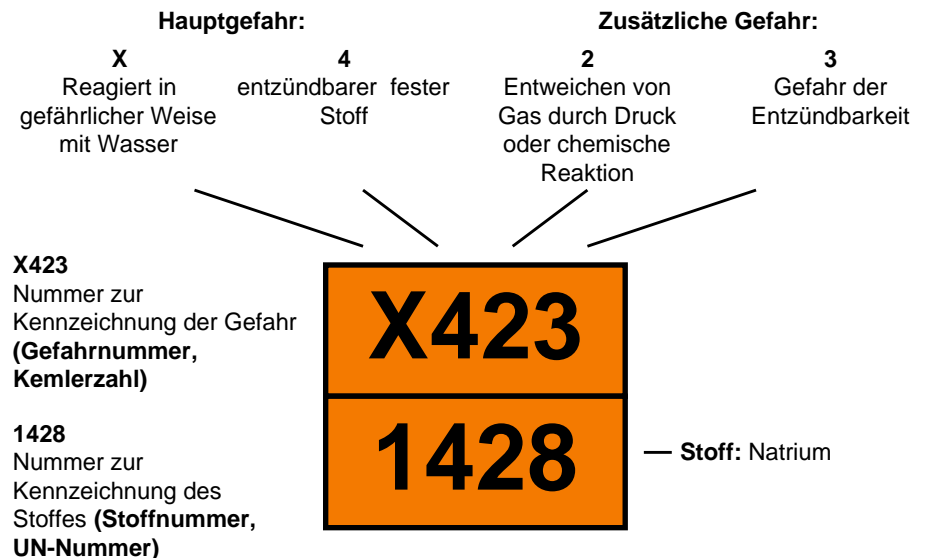 Hauptgefahr:
X
Reagiert in
gefährlicher Weise
mit Wasser
4
entzündbarer fester
Stoff
Zusätzliche Gefahr:
2
Entweichen von
Gas durch Druck
oder chemische
Reaktion
3
Gefahr der
Entzündbarkeit
X423
Nummer zur
Kennzeichnung der Gefahr
(Gefahrnummer,
Kemlerzahl)
X423
1428
Nummer zur
Kennzeichnung des
Stoffes (Stoffnummer,
UN-Nummer)
1428
Stoff: Natrium